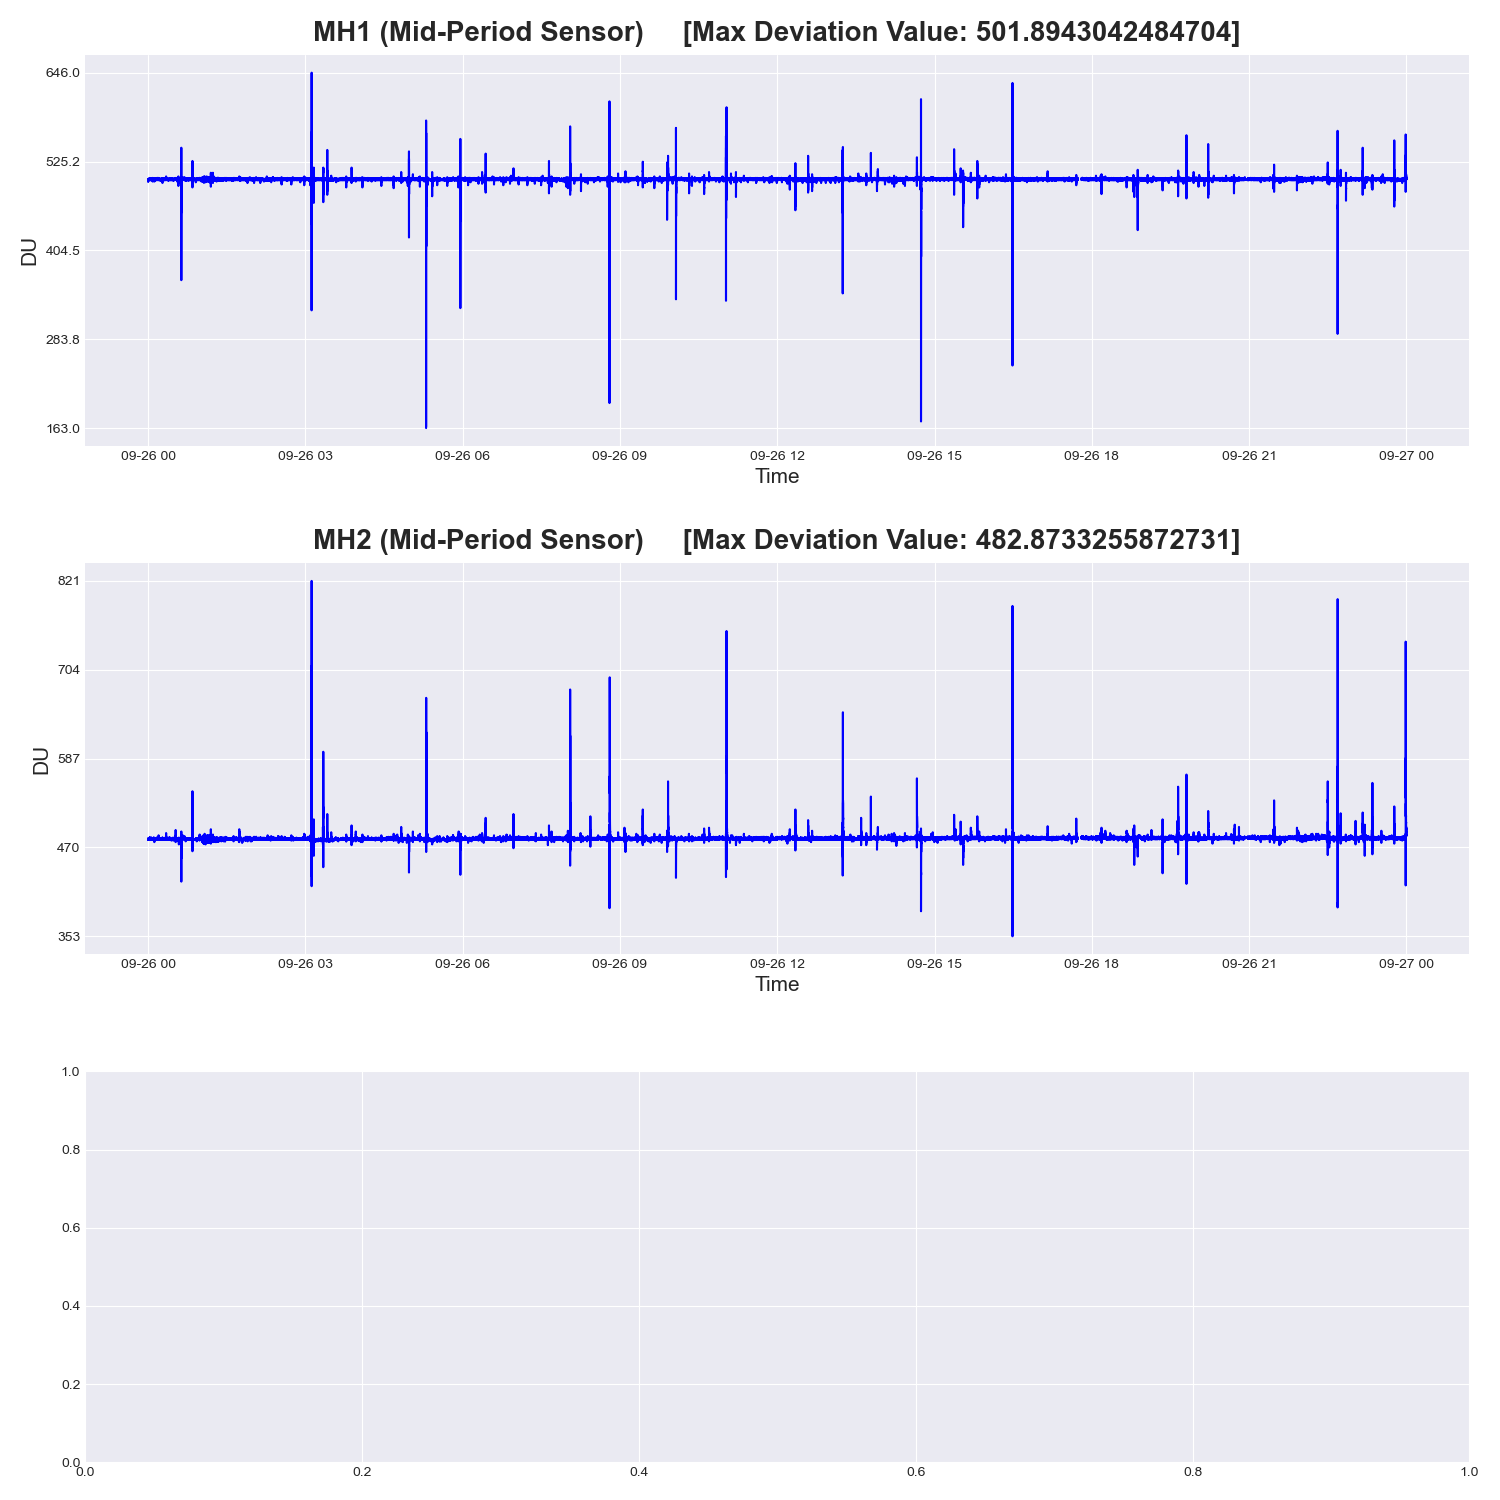 MH1 (Mid-Period Sensor) [Max Deviation Value: 501.8943042484704]
646.0
525.2
404.5
283.8
163.0
DU
09-26 00 09-26 03 09-26 06 09-26 09 09-26 12 09-26 15 09-26 18 09-26 21 09-27 00
Time
MH2 (Mid-Period Sensor) [Max Deviation Value: 482.8733255872731]
821
704
587
470
353
DU
09-26 00 09-26 03 09-26 06 09-26 09 09-26 12 09-26 15 09-26 18 09-26 21 09-27 00
Time
1.0
0.8
0.6
0.4
0.2
0.0
0.0 0.2 0.4 0.6 0.8 1.0